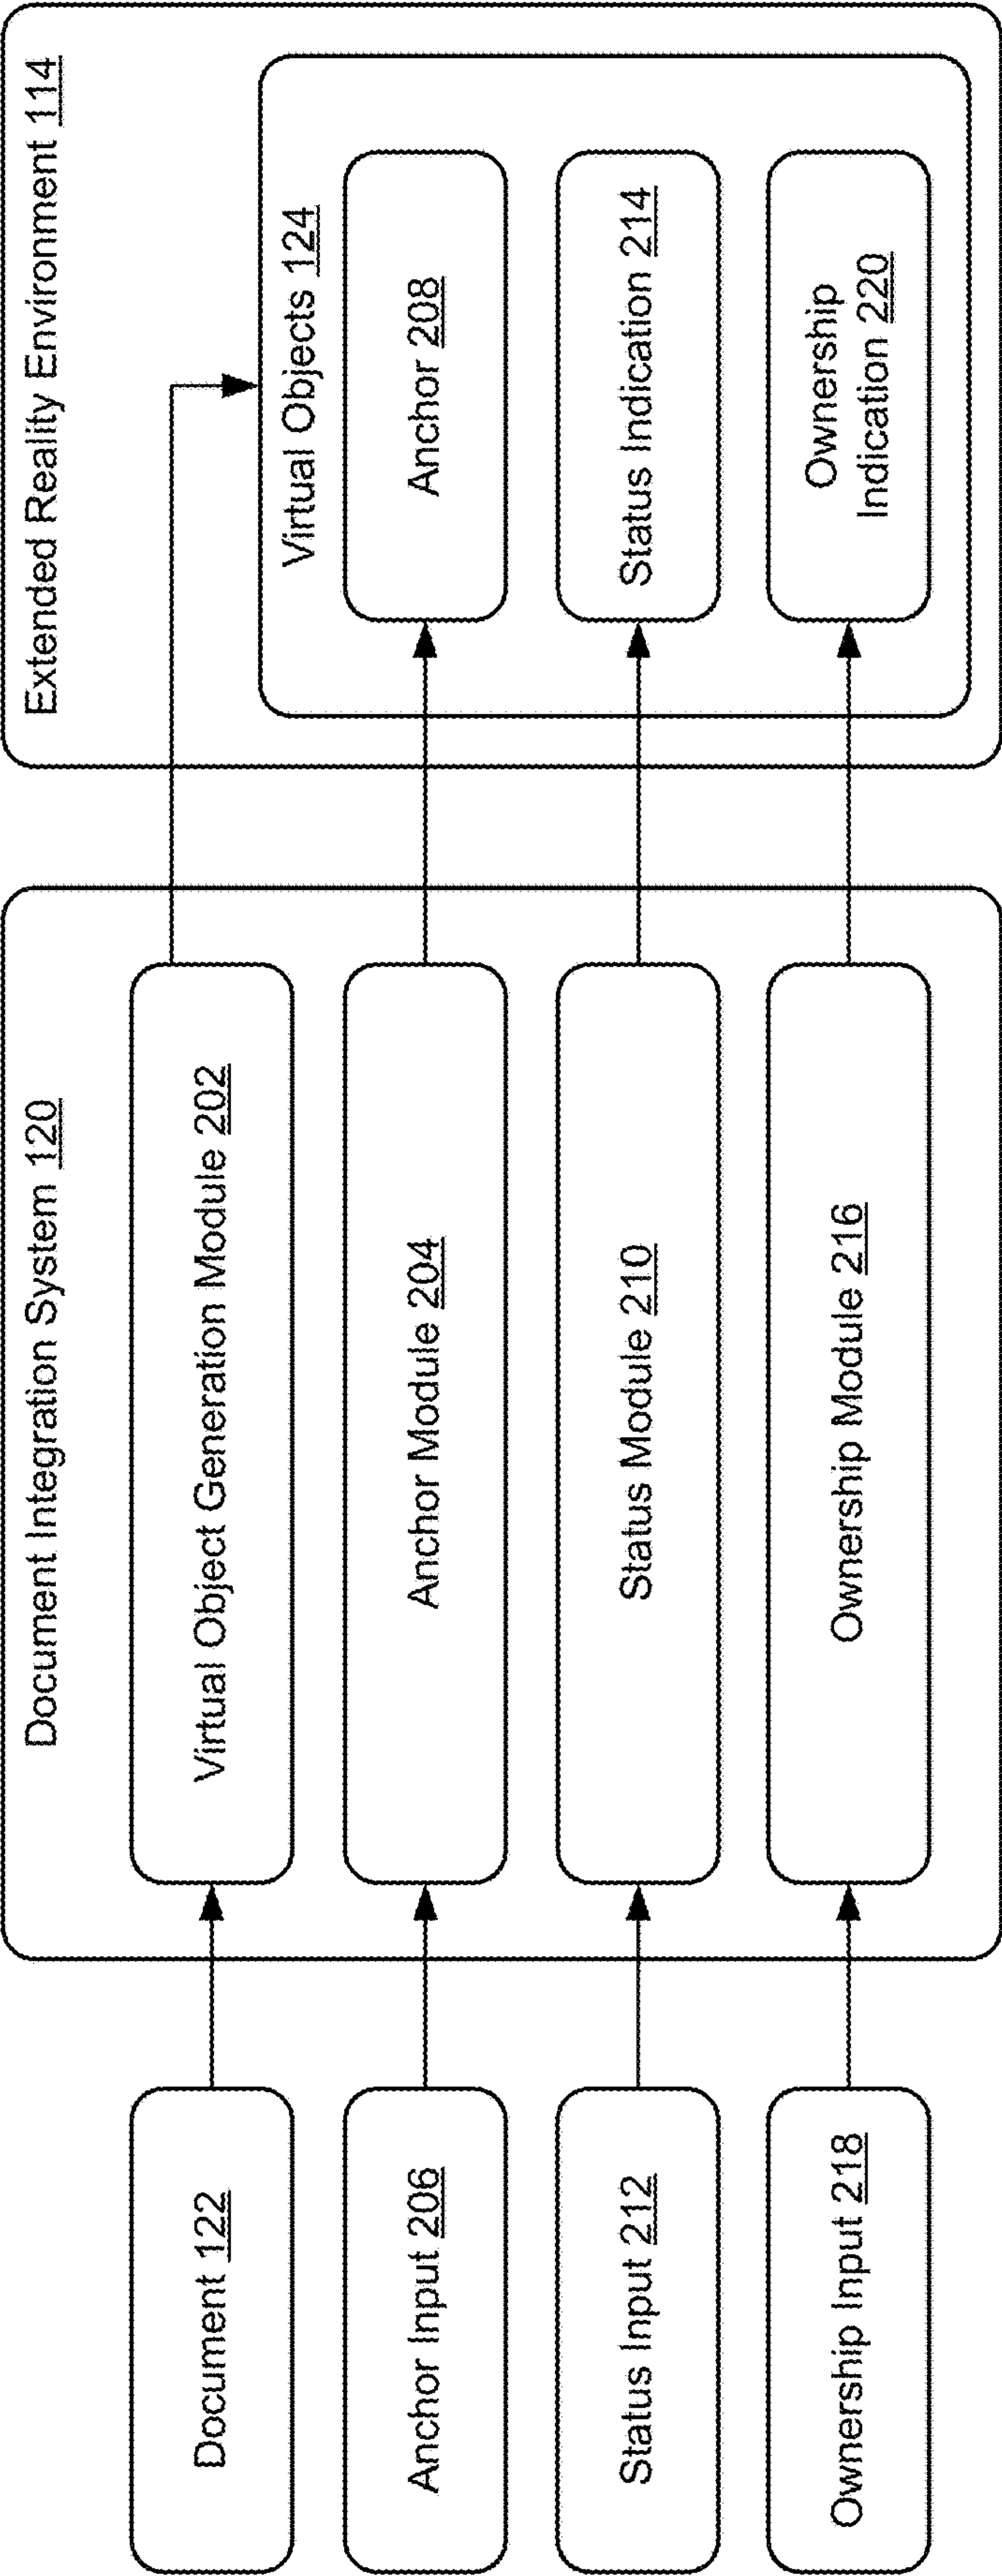 Document 122
Anchor Input 206
Status Input 212
Ownership Input 218
Document Integration System 120
Virtual Object Generation Module 202
Anchor Module 204
Status Module 210
Ownership Module 216
Extended Reality Environment 114
Virtual Objects 124
Anchor 208
Status Indication 214
Ownership
Indication 220